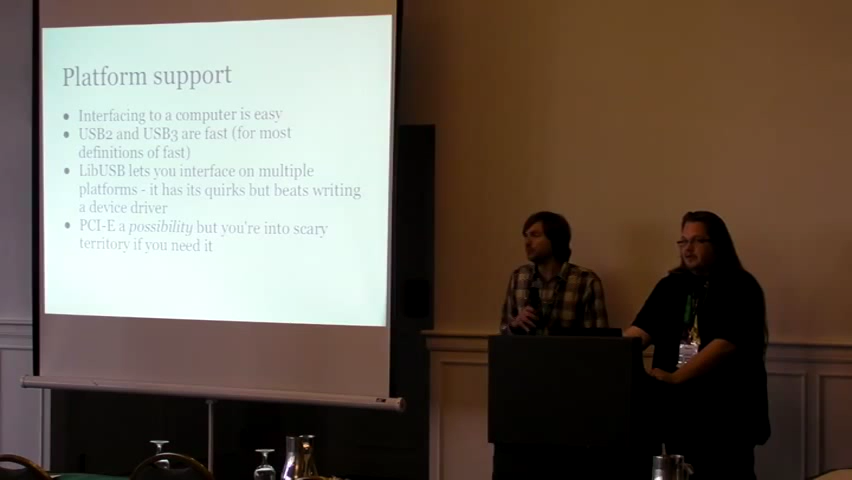 Platform support
• Interfacing to a computer is easy
• USB2 and USB3 are fast (for most
definitions of fast)
• LibUSB lets you interface on multiple
platforms - it has its quirks but beats writing
a device driver
• PCI-E a possibility but you're into scary
territory if you need it